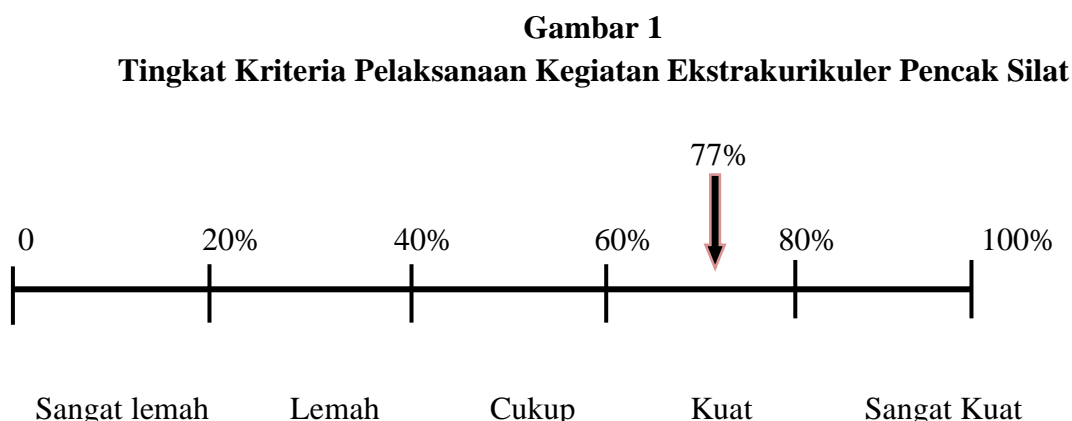 Gambar 1
Tingkat Kriteria Pelaksanaan Kegiatan Ekstrakurikuler Pencak Silat
77%
0 20% 40% 60% 80% 100%
Sangat lemah Lemah Cukup Kuat Sangat Kuat